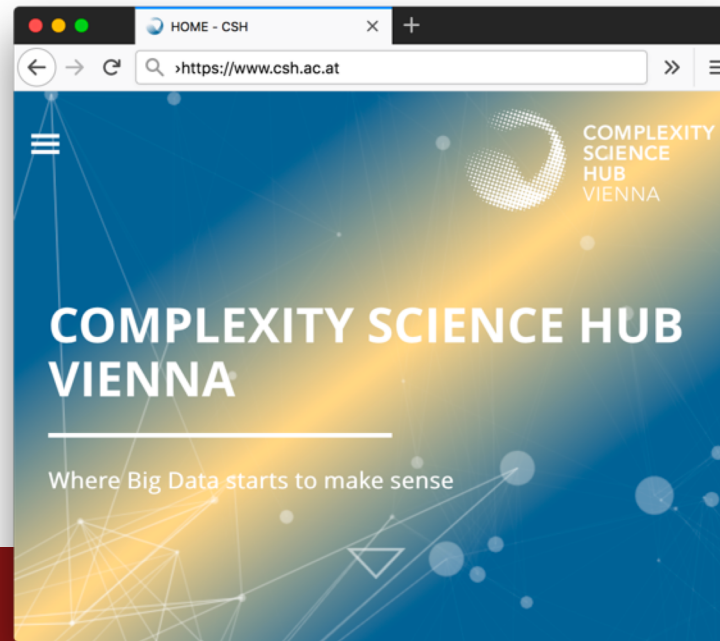 HOME - CSH
›https://www.csh.ac.at
COMPLEXITY
SCIENCE
HUB
VIENNA
COMPLEXITY SCIENCE HUB
VIENNA
Where Big Data starts to make sense